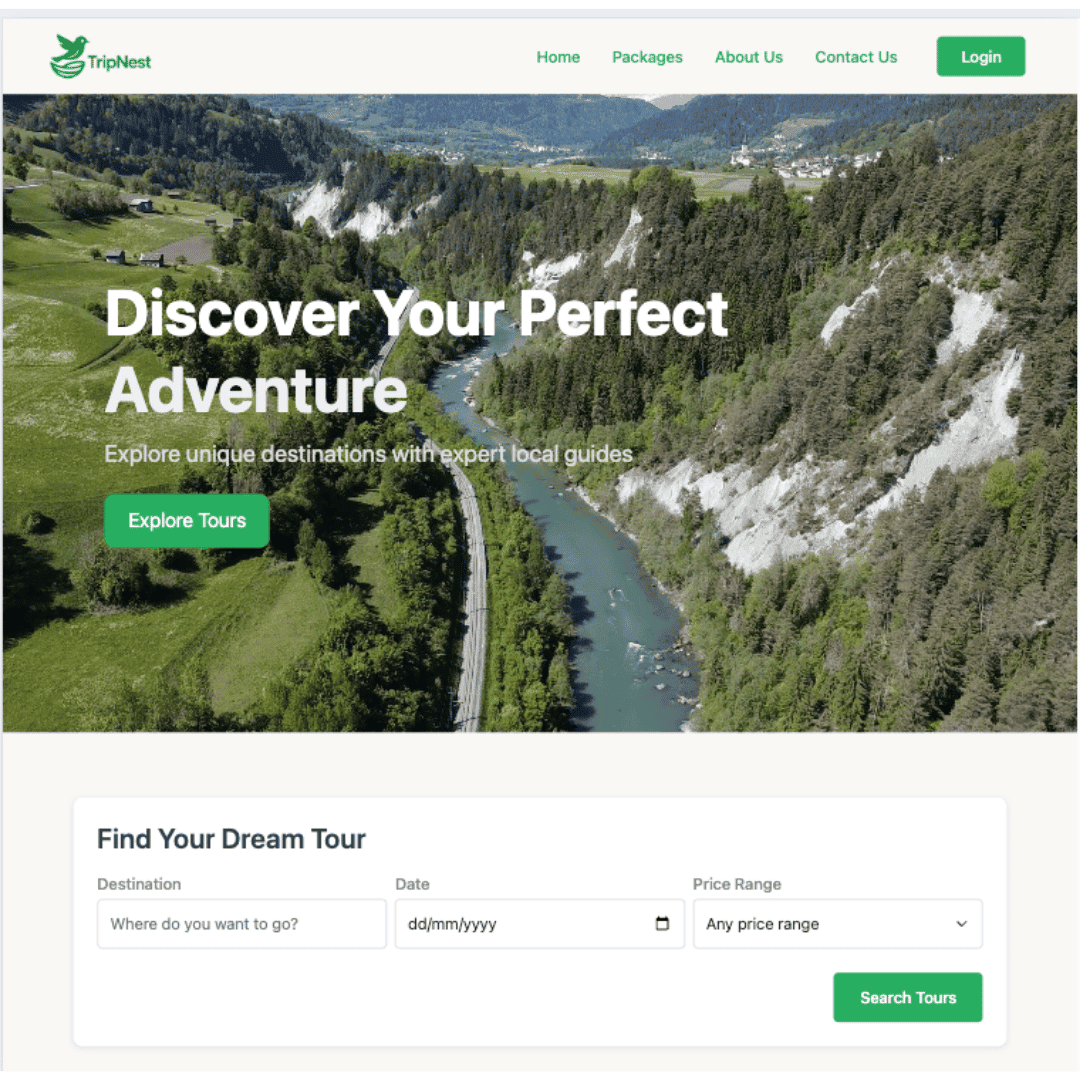 TripNest
Home
Packages
About Us
Contact Us
Login
Discover Your Perfect
Adventure
Explore unique destinations with expert local guides
Explore Tours
Find Your Dream Tour
Destination
Date
Price Range
Where do you want to go?
dd/mm/yyyy
Any price range
Search Tours